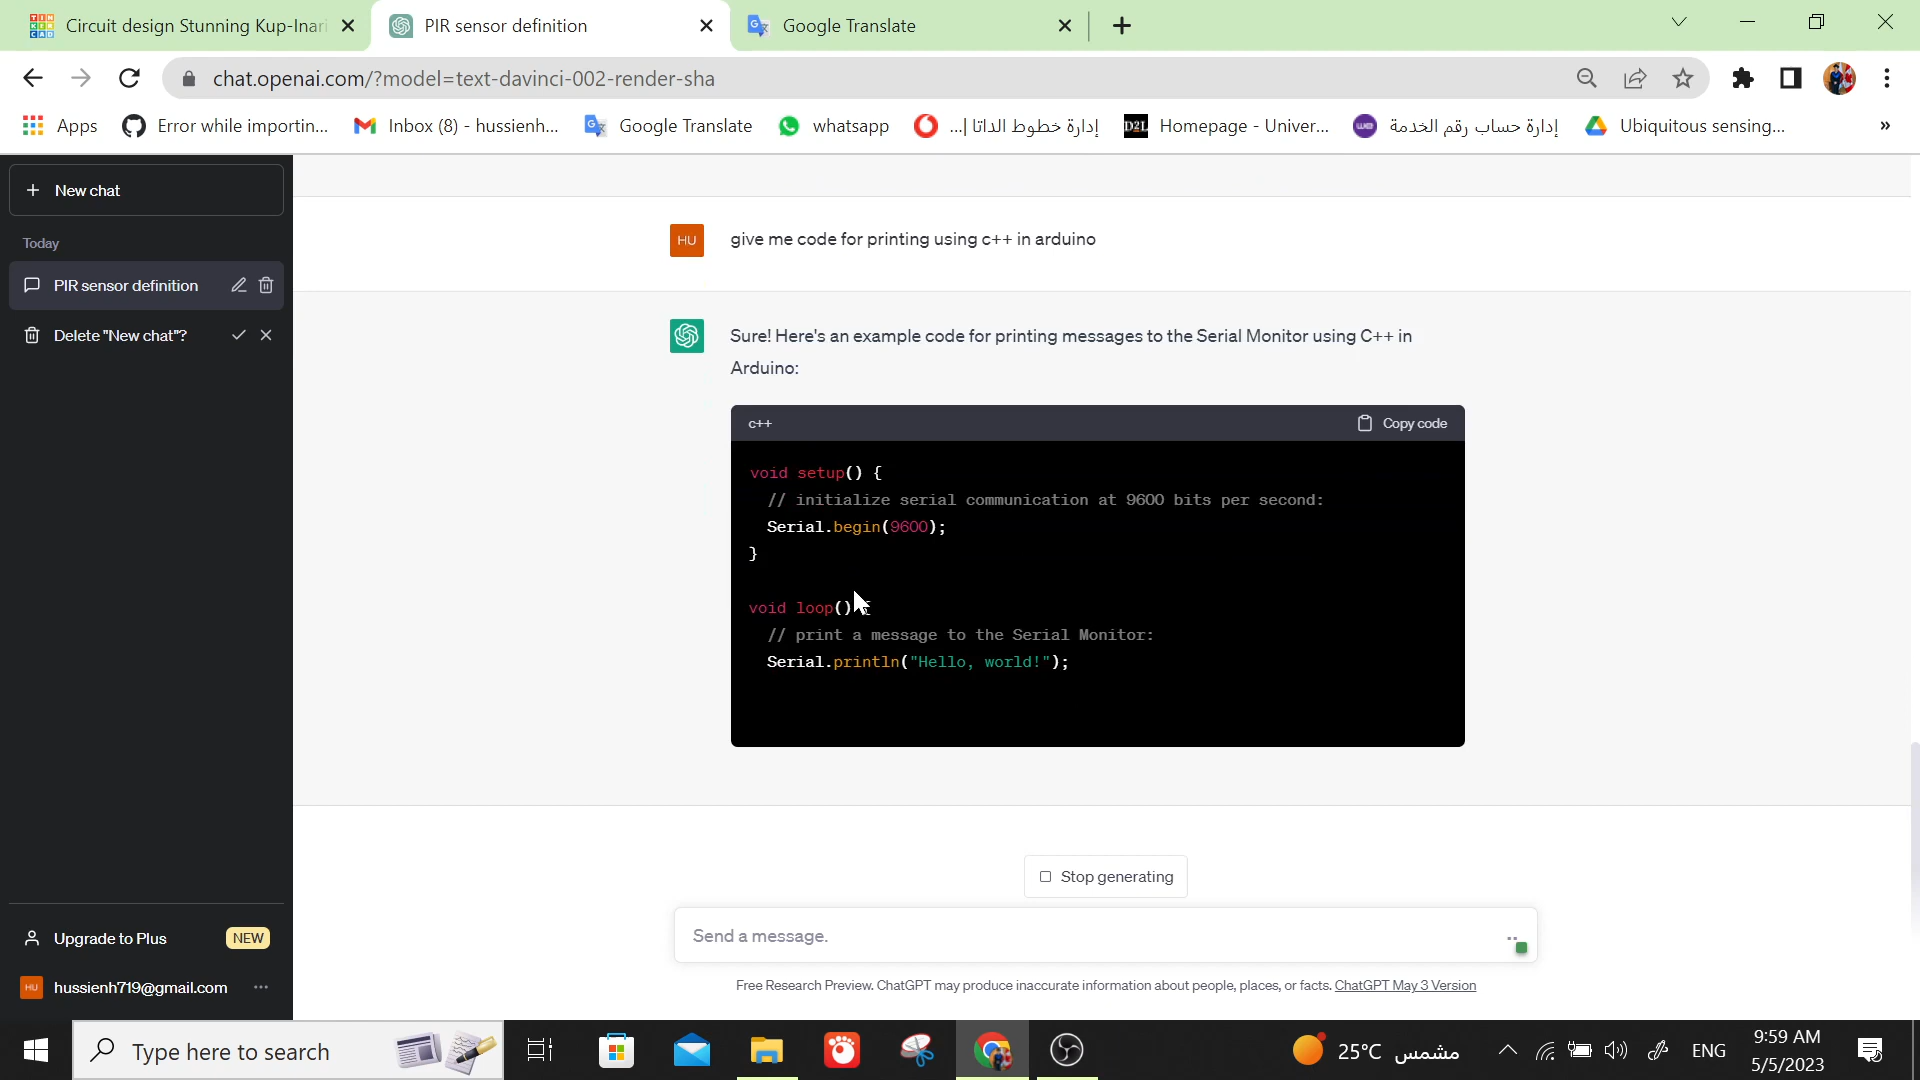 Circuit design Stunning Kup-Inari
PIR sensor definition
Google Translate
chat.openai.com/?model=text-davinci-002-render-sha
Apps
Error while importin...
Inbox (8) - hussienh...
Google Translate
whatsapp
إدارة خطوط الداتا |...
D2L
Homepage - Univer...
إدارة حساب رقم الخدمة
Ubiquitous sensing...
»
New chat
Today
PIR sensor definition
Delete "New chat"?
HU
give me code for printing using c++ in arduino
Sure! Here's an example code for printing messages to the Serial Monitor using C++ in
Arduino:
c++
Copy code
void setup() {
// initialize serial communication at 9600 bits per second:
Serial.begin(9600);
}
void loop() {
// print a message to the Serial Monitor:
Serial.println("Hello, world!");
Stop generating
Send a message.
Free Research Preview. ChatGPT may produce inaccurate information about people, places, or facts. ChatGPT May 3 Version
Upgrade to Plus
NEW
HU
hussienh719@gmail.com
Type here to search
25°C مشمس
ENG
9:59 AM
5/5/2023